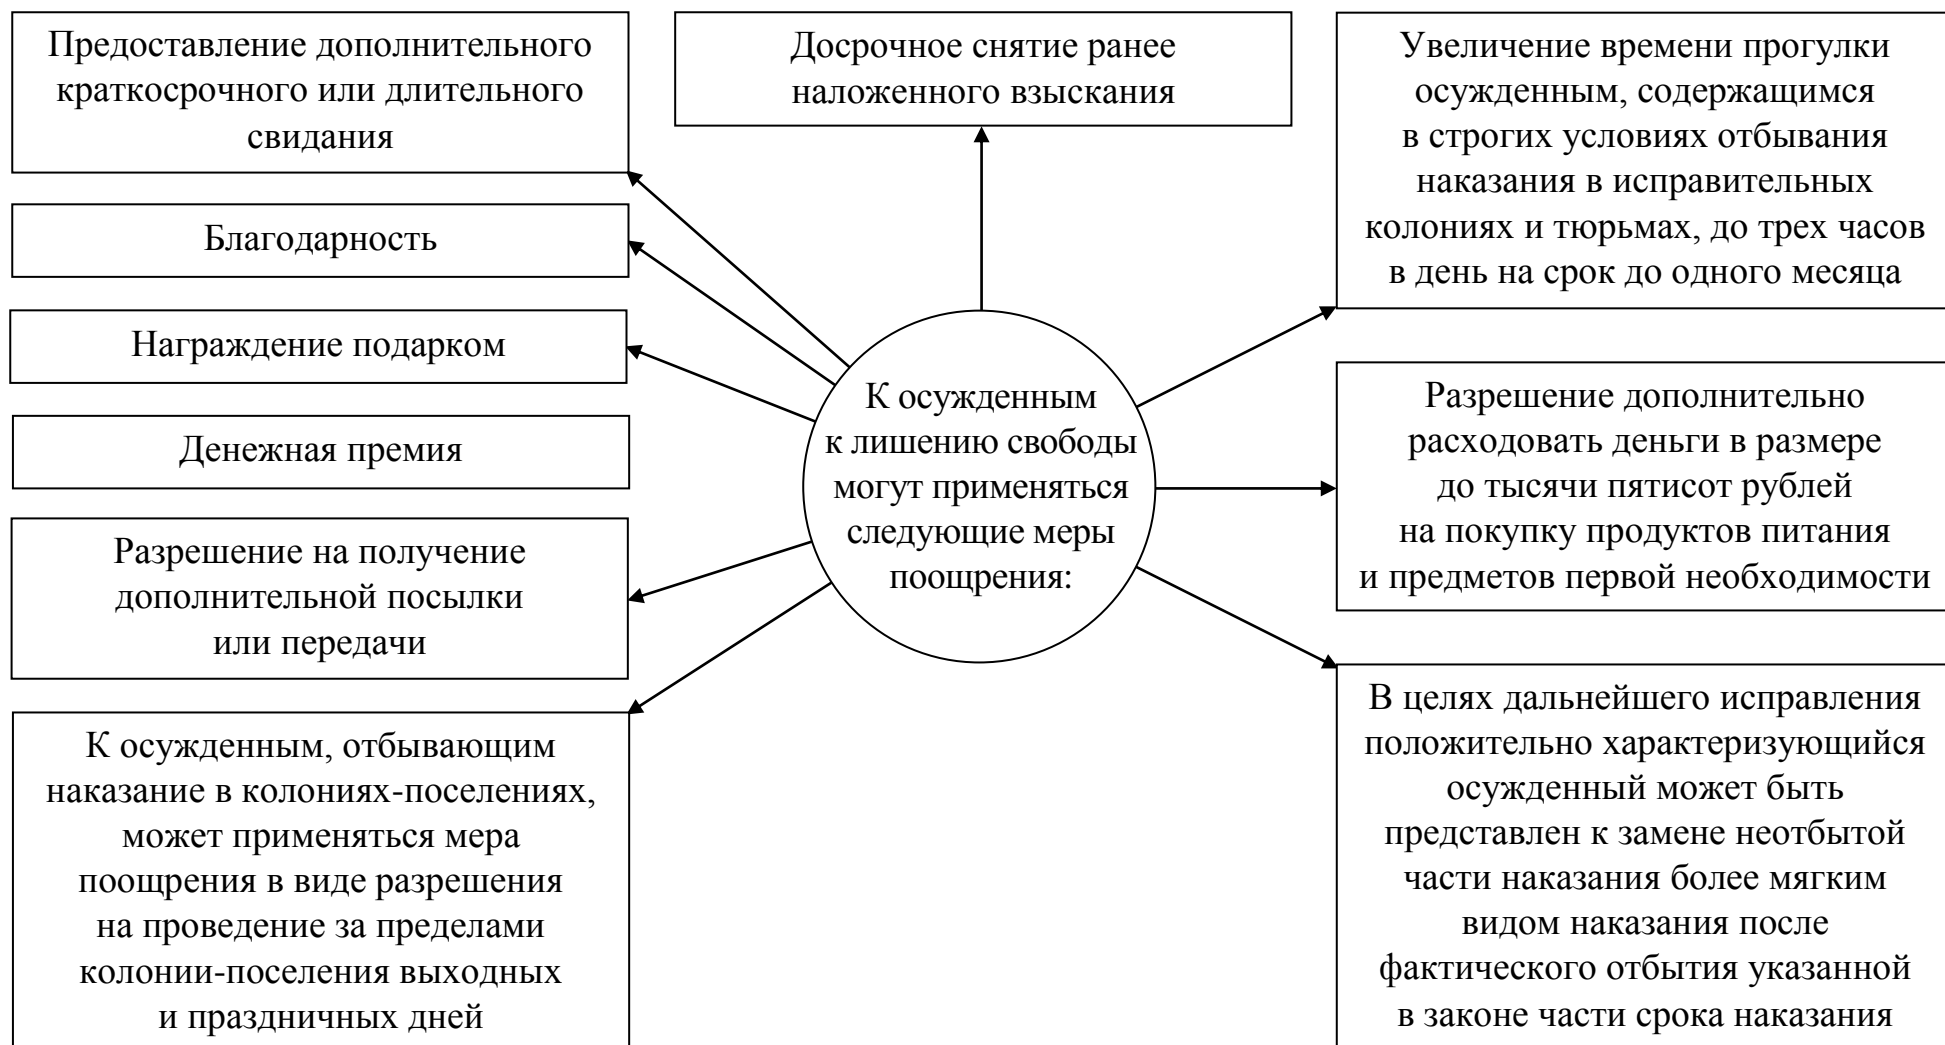 Предоставление дополнительного
краткосрочного или длительного
свидания
Благодарность
Награждение подарком
Денежная премия
Разрешение на получение
дополнительной посылки
или передачи
К осужденным, отбывающим
наказание в колониях-поселениях,
может применяться мера
поощрения в виде разрешения
на проведение за пределами
колонии-поселения выходных
и праздничных дней
Досрочное снятие ранее
наложенного взыскания
К осужденным
к лишению свободы
могут применяться
следующие меры
поощрения:
Увеличение времени прогулки
осужденным, содержащимся
в строгих условиях отбывания
наказания в исправительных
колониях и тюрьмах, до трех часов
в день на срок до одного месяца
Разрешение дополнительно
расходовать деньги в размере
до тысячи пятисот рублей
на покупку продуктов питания
и предметов первой необходимости
В целях дальнейшего исправления
положительно характеризующийся
осужденный может быть
представлен к замене неотбытой
части наказания более мягким
видом наказания после
фактического отбытия указанной
в законе части срока наказания